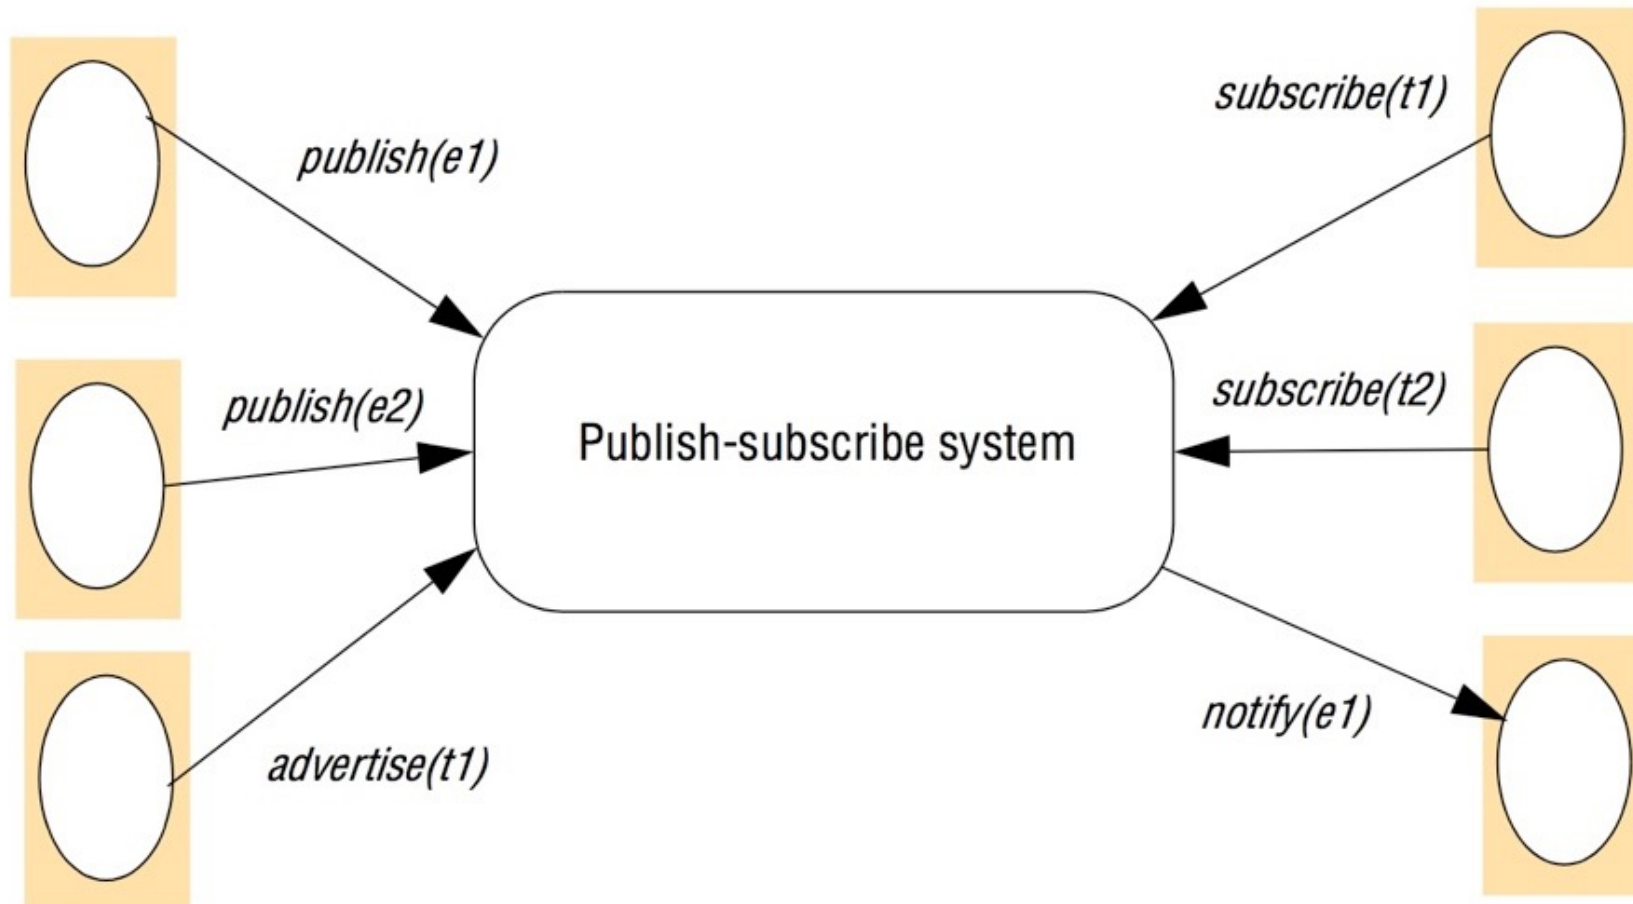 publish(e1)
subscribe(t1)
publish(e2)
subscribe(t2)
Publish-subscribe system
advertise(t1)
notify(e1)